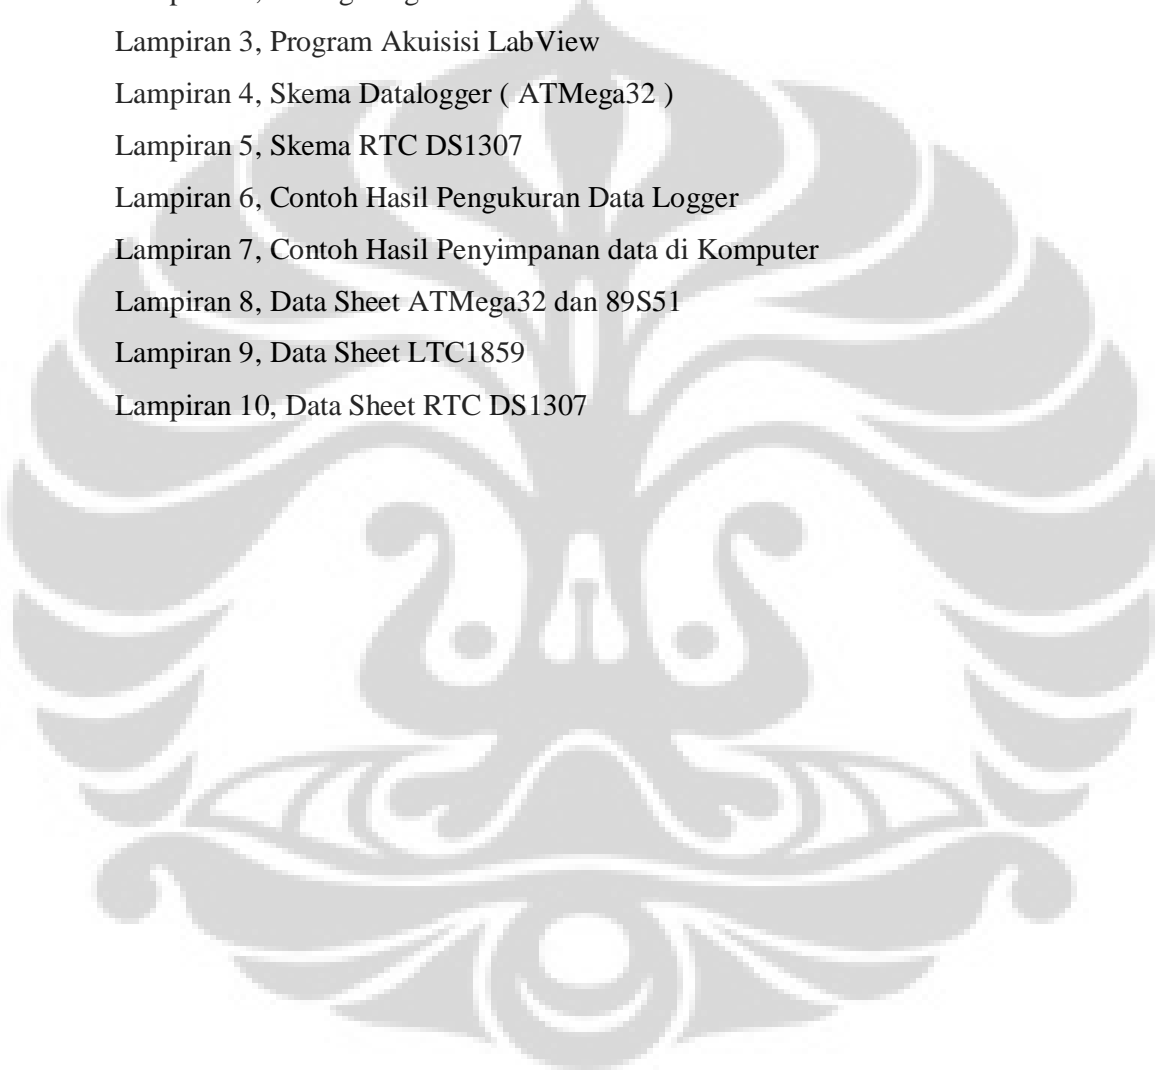 Lampiran 3, Program Akuisisi LabView
Lampiran 4, Skema Datalogger ( ATMega32 )
Lampiran 5, Skema RTC DS1307
Lampiran 6, Contoh Hasil Pengukuran Data Logger
Lampiran 7, Contoh Hasil Penyimpanan data di Komputer
Lampiran 8, Data Sheet ATMega32 dan 89S51
Lampiran 9, Data Sheet LTC1859
Lampiran 10, Data Sheet RTC DS1307